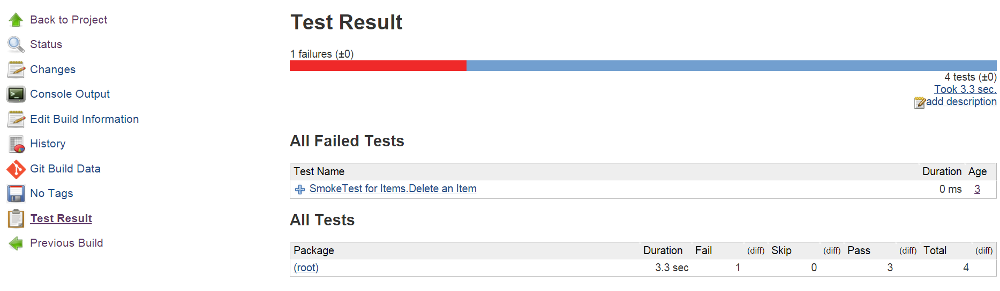 Back to Project
Status
Changes
Console Output
Edit Build Information
History
Git Build Data
No Tags
Test Result
Previous Build
Test Result
1 failures (±0)
4 tests (±0)
Took 3.3 sec.
add description
All Failed Tests
Test Name Duration Age
SmokeTest for Items.Delete an Item 0 ms 3
All Tests
Package Duration Fail (diff) Skip (diff) Pass (diff) Total (diff)
(root) 3.3 sec 1 0 3 4